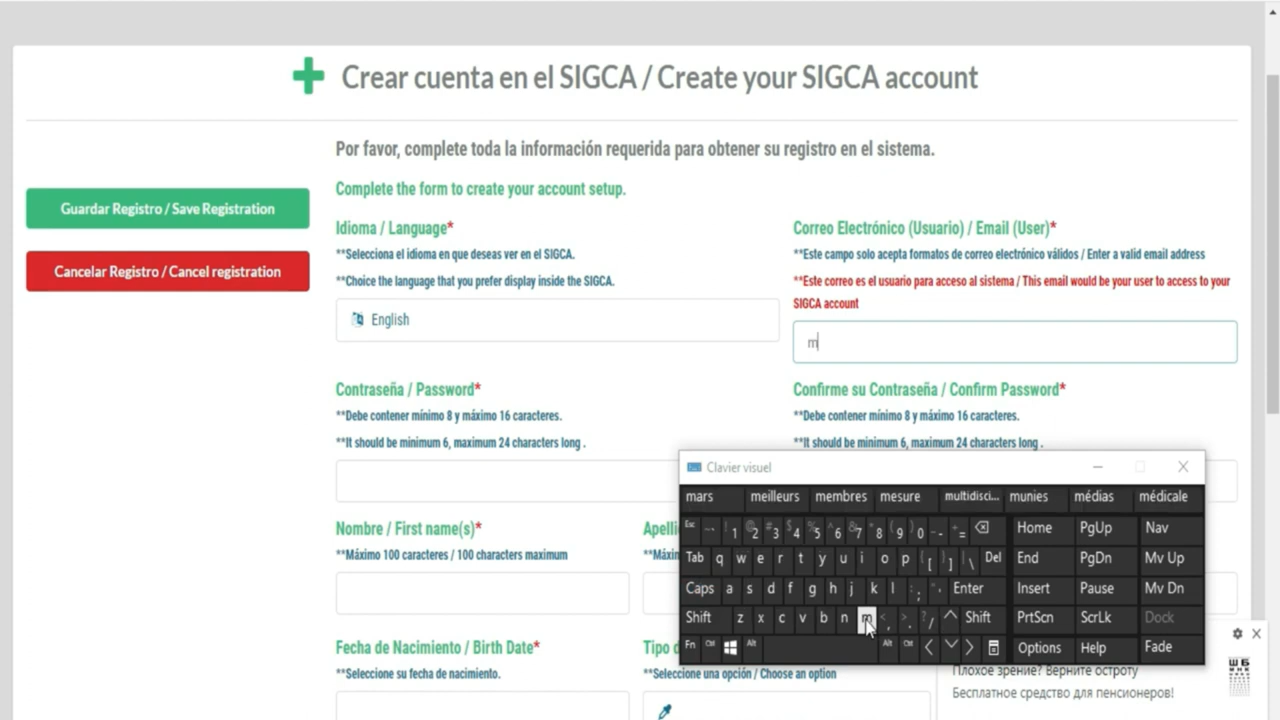 Crear cuenta en el SIGCA / Create your SIGCA account
Por favor, complete toda la información requerida para obtener su registro en el sistema.
Complete the form to create your account setup.
Guardar Registro / Save Registration
Cancelar Registro / Cancel registration
Idioma / Language*
**Selecciona el idioma en que deseas ver en el SIGCA.
**Choice the language that you prefer display inside the SIGCA.
English
Correo Electrónico (Usuario) / Email (User)*
**Este campo solo acepta formatos de correo electrónico válidos / Enter a valid email address
**Este correo es el usuario para acceso al sistema / This email would be your user to access to your
SIGCA account
m
Contraseña / Password*
**Debe contener mínimo 8 y máximo 16 caracteres.
**It should be minimum 6, maximum 24 characters long .
Confirme su Contraseña / Confirm Password*
**Debe contener mínimo 8 y máximo 16 caracteres.
**It should be minimum 6, maximum 24 characters long .
Nombre / First name(s)*
**Máximo 100 caracteres / 100 characters maximum
Apelli
**Máxin
Fecha de Nacimiento / Birth Date*
**Seleccione su fecha de nacimiento.
Tipo d
**Seleccione una opción / Choose an option
Clavier visuel
mars meilleurs membres mesure multidisci... munies médias médicale
Esc ! 1 @ 2 # 3 $ 4 % 5 ^ 6 & 7 * 8 ( 9 ) 0 _ - + = Home PgUp Nav
Tab q w e r t y u i o p { [ } ] | \ Del End PgDn Mv Up
Caps a s d f g h j k l : ; " ' Enter Insert Pause Mv Dn
Shift z x c v b n m < , > . ? / Shift PrtScn ScrLk Dock
Fn Ctrl Alt Alt Ctrl Options Help Fade
Плохое зрение? Верните остроту
Бесплатное средство для пенсионеров!
Ш Б